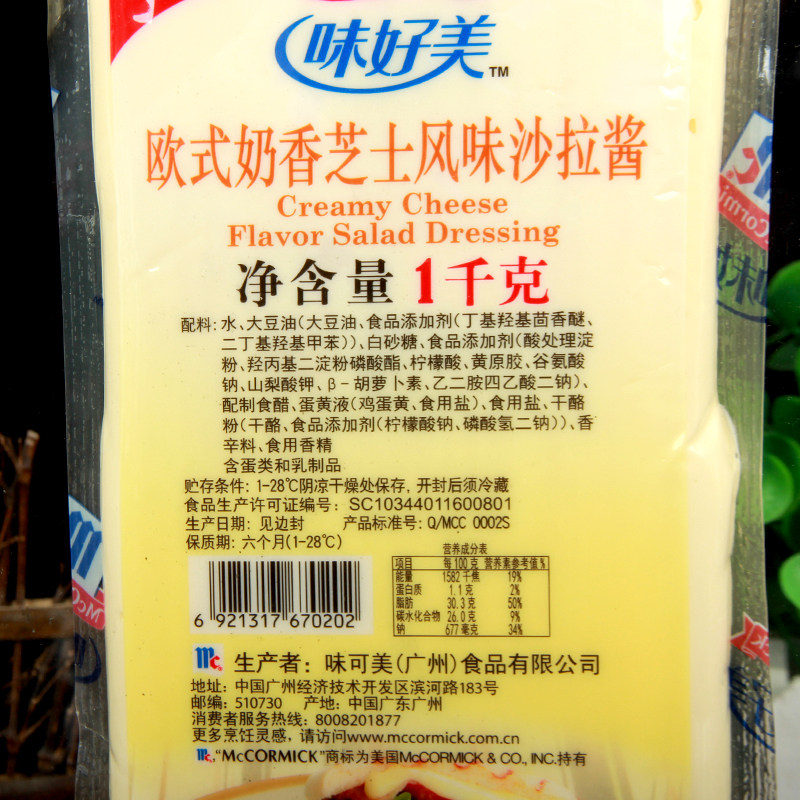 味好美™
欧式奶香芝士风味沙拉酱
Creamy Cheese
Flavor Salad Dressing
净含量 1千克
配料:水、大豆油(大豆油、食品添加剂(丁基羟基茴香醚、
二丁基羟基甲苯))、白砂糖、食品添加剂(酸处理淀
粉、羟丙基二淀粉磷酸酯、柠檬酸、黄原胶、谷氨酸
钠、山梨酸钾、β-胡萝卜素、乙二胺四乙酸二钠)、
配制食醋、蛋黄液(鸡蛋黄、食用盐)、食用盐、干酪
粉(干酪、食品添加剂(柠檬酸钠、磷酸氢二钠))、香
辛料、食用香精
含蛋类和乳制品
贮存条件: 1-28℃阴凉干燥处保存, 开封后须冷藏
食品生产许可证编号: SC10344011600801
生产日期: 见边封 产品标准号: Q/MCC 0002S
保质期: 六个月(1-28℃)
营养成分表
项目 每100克 营养素参考值%
能量 1582千焦 19%
蛋白质 1.1克 2%
脂肪 30.3克 50%
碳水化合物 26.0克 9%
钠 677毫克 34%
6 921317 670202
Mc. 生产者: 味可美(广州)食品有限公司
地址: 中国广州经济技术开发区滨河路183号
邮编: 510730 产地: 中国广东广州
消费者服务热线: 8008201877
更多烹饪灵感, 请访问www.mccormick.com.cn
Mc,“McCORMICK”商标为美国McCORMICK & CO., INC.持有